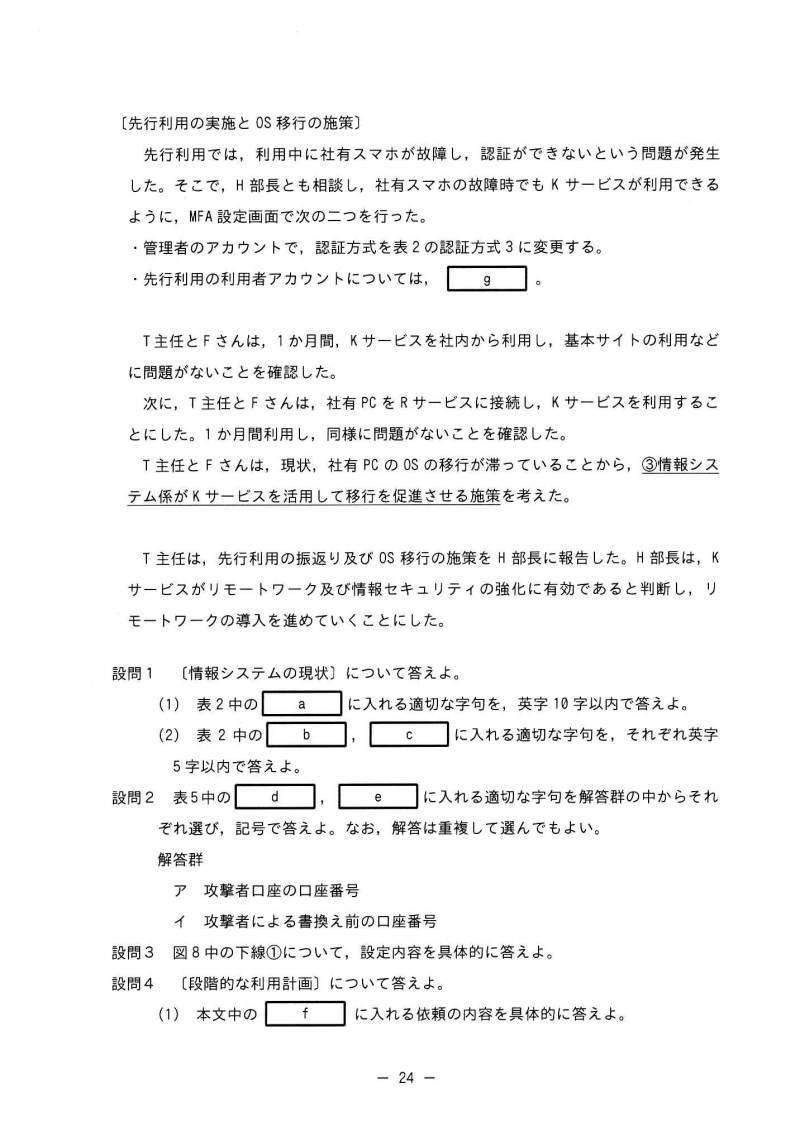 〔先行利用の実施と OS 移行の施策〕
先行利用では，利用中に社有スマホが故障し，認証ができないという問題が発生
した。そこで，H 部長とも相談し，社有スマホの故障時でも K サービスが利用できる
ように，MFA 設定画面で次の二つを行った。
・管理者のアカウントで，認証方式を表 2 の認証方式 3 に変更する。
・先行利用の利用者アカウントについては， g 。
T 主任と F さんは，1 か月間，K サービスを社内から利用し，基本サイトの利用など
に問題がないことを確認した。
次に，T 主任と F さんは，社有 PC を R サービスに接続し，K サービスを利用するこ
とにした。1 か月間利用し，同様に問題がないことを確認した。
T 主任と F さんは，現状，社有 PC の OS の移行が滞っていることから，③情報シス
テム係が K サービスを活用して移行を促進させる施策を考えた。
T 主任は，先行利用の振返り及び OS 移行の施策を H 部長に報告した。H 部長は，K
サービスがリモートワーク及び情報セキュリティの強化に有効であると判断し，リ
モートワークの導入を進めていくことにした。
設問 1 〔情報システムの現状〕について答えよ。
(1) 表 2 中の a に入れる適切な字句を，英字 10 字以内で答えよ。
(2) 表 2 中の b ， c に入れる適切な字句を，それぞれ英字
5 字以内で答えよ。
設問 2 表 5 中の d ， e に入れる適切な字句を解答群の中からそれ
ぞれ選び，記号で答えよ。なお，解答は重複して選んでもよい。
解答群
ア 攻撃者口座の口座番号
イ 攻撃者による書換え前の口座番号
設問 3 図 8 中の下線①について，設定内容を具体的に答えよ。
設問 4 〔段階的な利用計画〕について答えよ。
(1) 本文中の f に入れる依頼の内容を具体的に答えよ。
― 24 ―